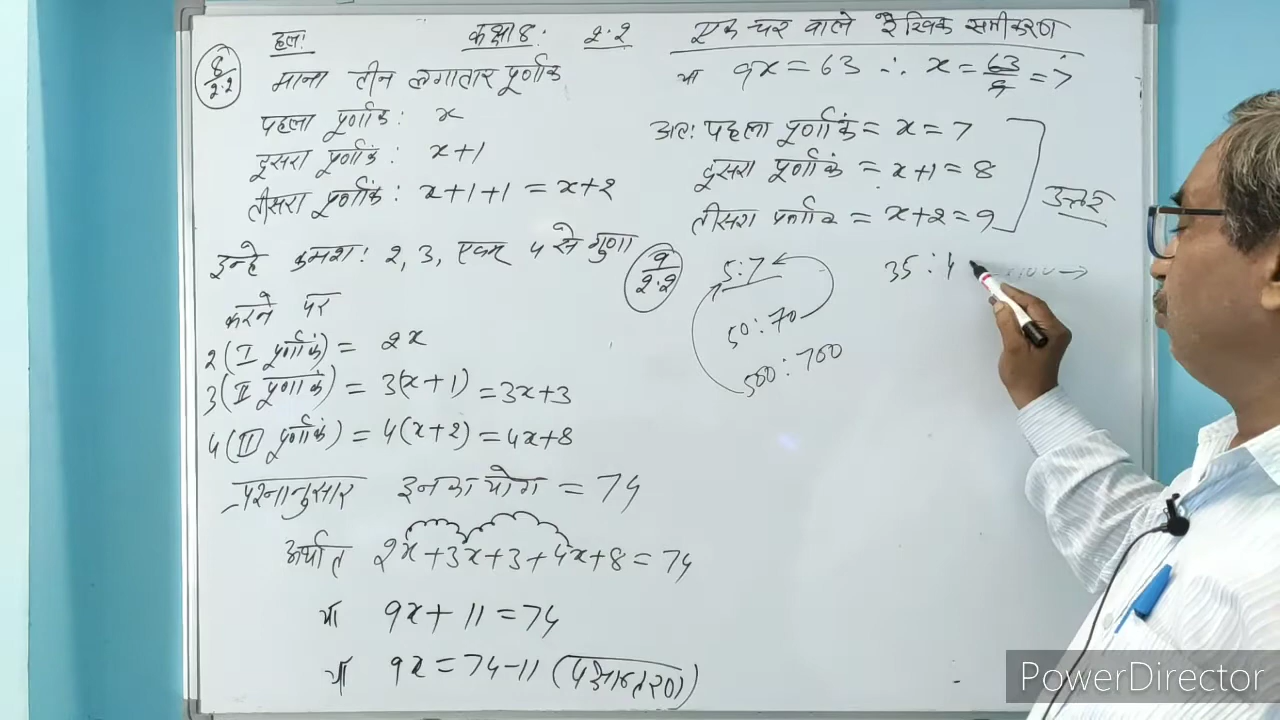 हलः कक्षा 8: 2.2 एक चर वाले रैखिक समीकरण
8/2.2
माना तीन लगातार पूर्णांक
पहला पूर्णांक: x
दूसरा पूर्णांक: x+1
तीसरा पूर्णांक: x+1+1 = x+2
इन्हे क्रमश: 2, 3, एवम् 4 से गुणा
करने पर
2(I पूर्णांक) = 2x
3(II पूर्णांक) = 3(x+1) = 3x+3
4(III पूर्णांक) = 4(x+2) = 4x+8
प्रश्नानुसार इनका योग = 74
अर्थात 2x+3x+3+4x+8 = 74
या 9x+11 = 74
या 9x = 74-11 (पक्षान्तरण)
या 9x = 63 ∴ x = 63/9 = 7
अतः पहला पूर्णांक = x = 7
दूसरा पूर्णांक = x+1 = 8
तीसरा पूर्णांक = x+2 = 9
उत्तर
9/2.2
5:7
50:70
500:700
35:4
PowerDirector